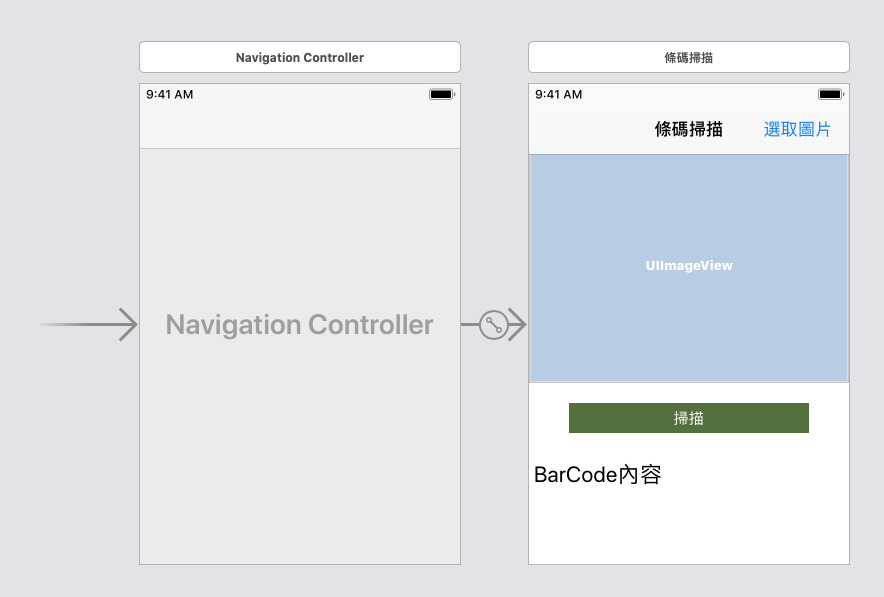 Navigation Controller
條碼掃描
9:41 AM
9:41 AM
條碼掃描
選取圖片
UIImageView
Navigation Controller
掃描
BarCode內容